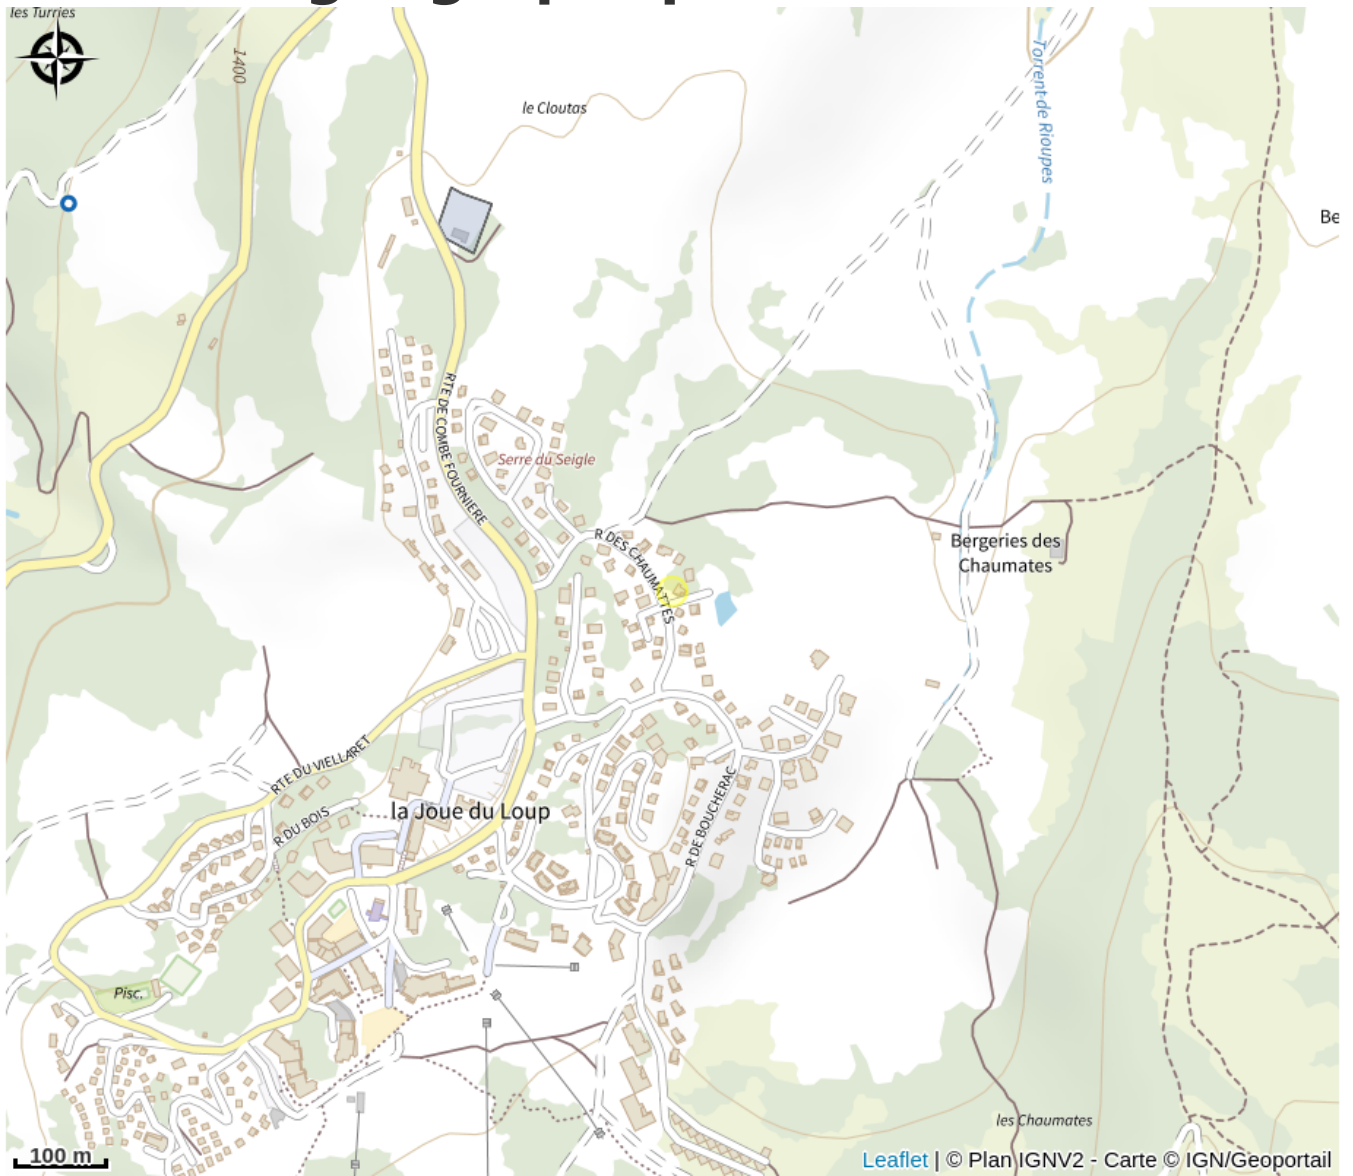 les Turries
1400
le Cloutas
Torrent de Rioupes
Be
RTE DE COMBE FOURNIERE
Serre du Seigle
R DES CHAUMATTES
Bergeries des
Chaumates
RTE DU VIELLARET
la Joue du Loup
R DU BOIS
R DE BOUCHERAC
Pisc.
les Chaumates
100 m
Leaflet | © Plan IGNV2 - Carte © IGN/Geoportail